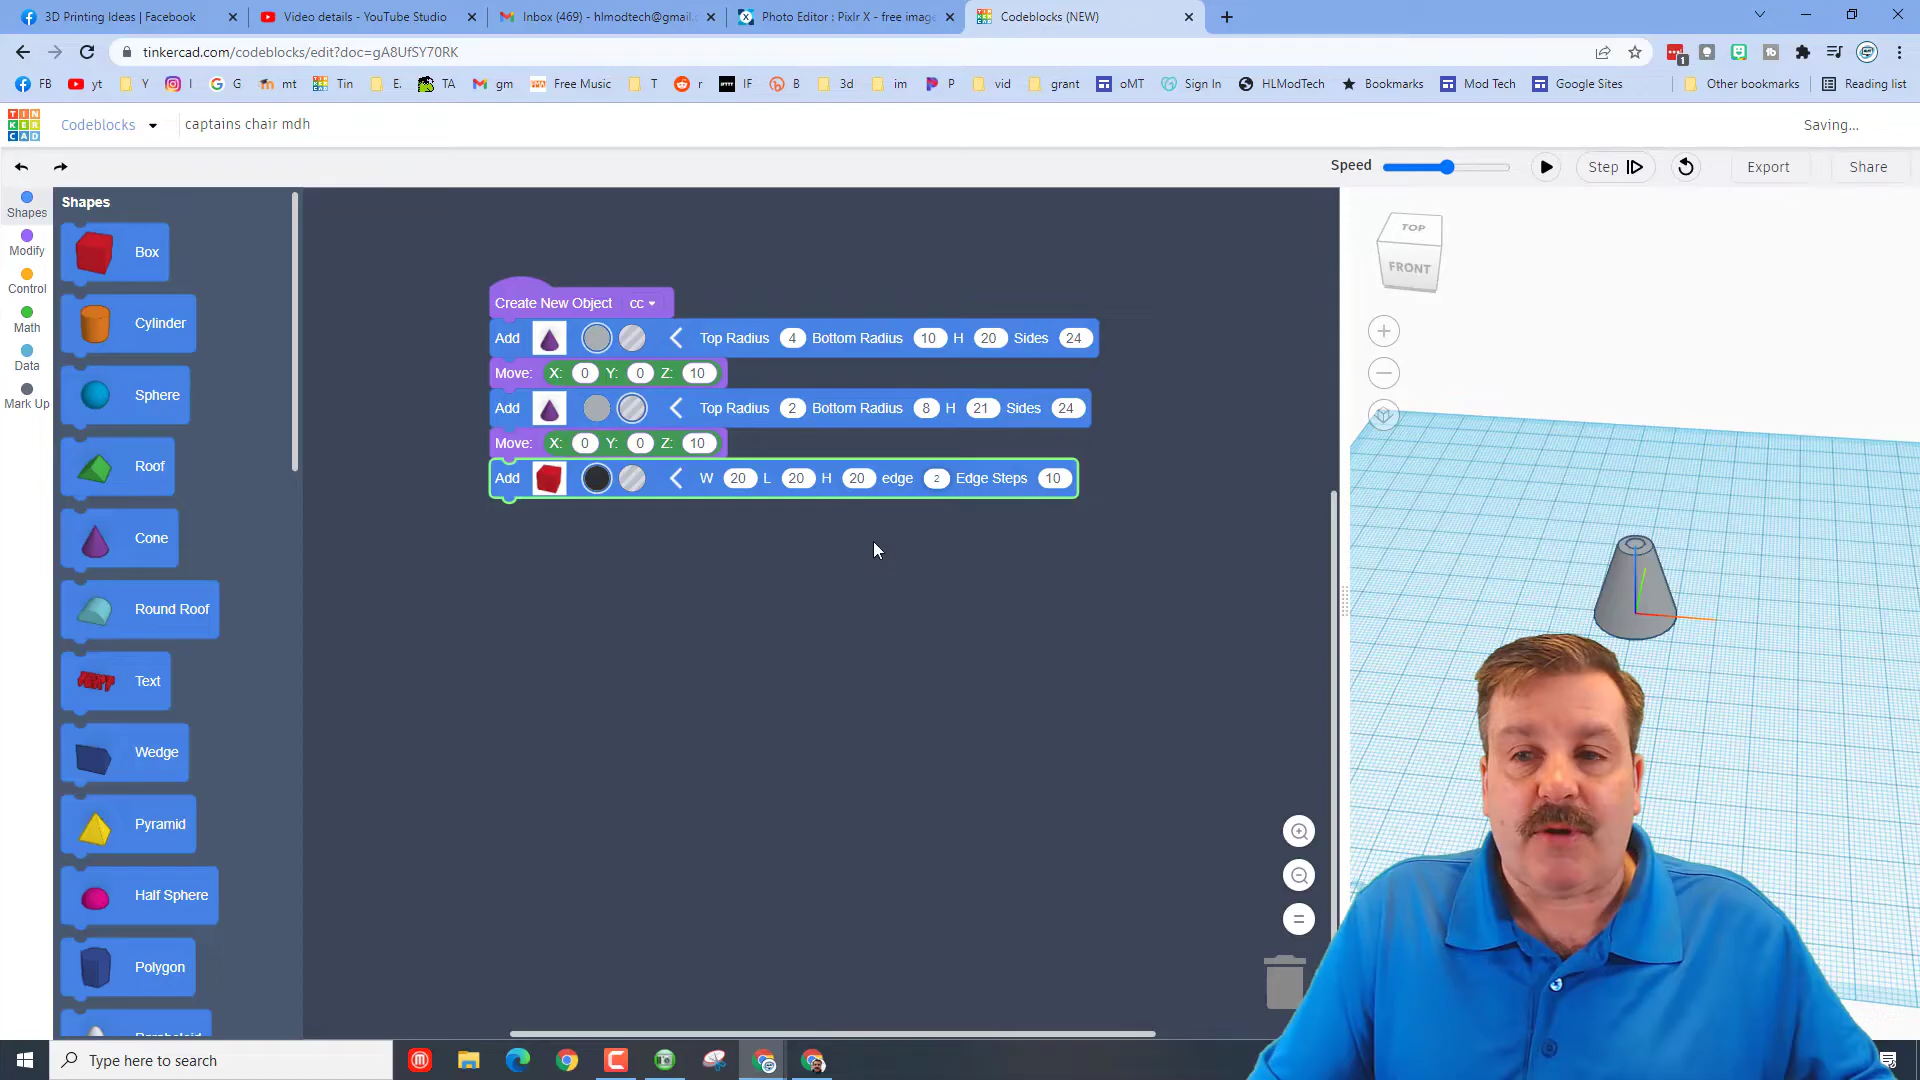 3D Printing Ideas | Facebook
Video details - YouTube Studio
Inbox (469) - hlmodtech@gmail.
Photo Editor : Pixlr X - free imag
Codeblocks (NEW)
tinkercad.com/codeblocks/edit?doc=gA8UfSY70RK
1
FB yt Y I G mt Tin E. TA gm Free Music T r IF B 3d im P vid grant oMT Sign In HLModTech Bookmarks Mod Tech Google Sites Other bookmarks Reading list
TIN KER CAD
Codeblocks captains chair mdh Saving...
Speed Step Export Share
Shapes
Modify
Control
Math
Data
Mark Up
Shapes
Box
Cylinder
Sphere
Roof
Cone
Round Roof
Text
Wedge
Pyramid
Half Sphere
Polygon
Create New Object cc
Add Top Radius 4 Bottom Radius 10 H 20 Sides 24
Move: X: 0 Y: 0 Z: 10
Add Top Radius 2 Bottom Radius 8 H 21 Sides 24
Move: X: 0 Y: 0 Z: 10
Add W 20 L 20 H 20 edge 2 Edge Steps 10
TOP
FRONT
Type here to search